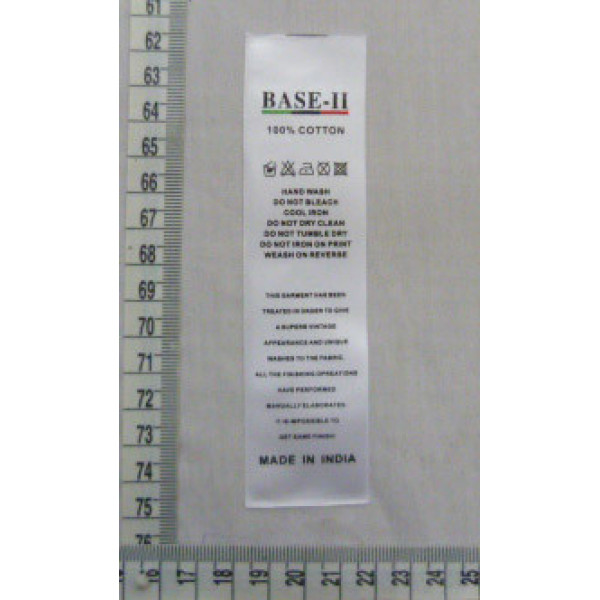 BASE-II
100% COTTON
HAND WASH
DO NOT BLEACH
COOL IRON
DO NOT DRY CLEAN
DO NOT TUMBLE DRY
DO NOT IRON ON PRINT
WEASH ON REVERSE
THIS GARMENT HAS BEEN
TREATED IN ORDER TO GIVE
A SUPERB VINTAGE
APPEARANCE AND UNIQUE
WASHES TO THE FABRIC.
ALL THE FINISHING OPREATIONS
HAVE PERFORMED
MANUALLY ELABORATED
IT IS IMPOSSIBLE TO
GET SAME FINISH
MADE IN INDIA
61
62
63
64
65
66
67
68
69
70
71
72
73
74
75
76
16
17
18
19
20
21
22
23
24
25